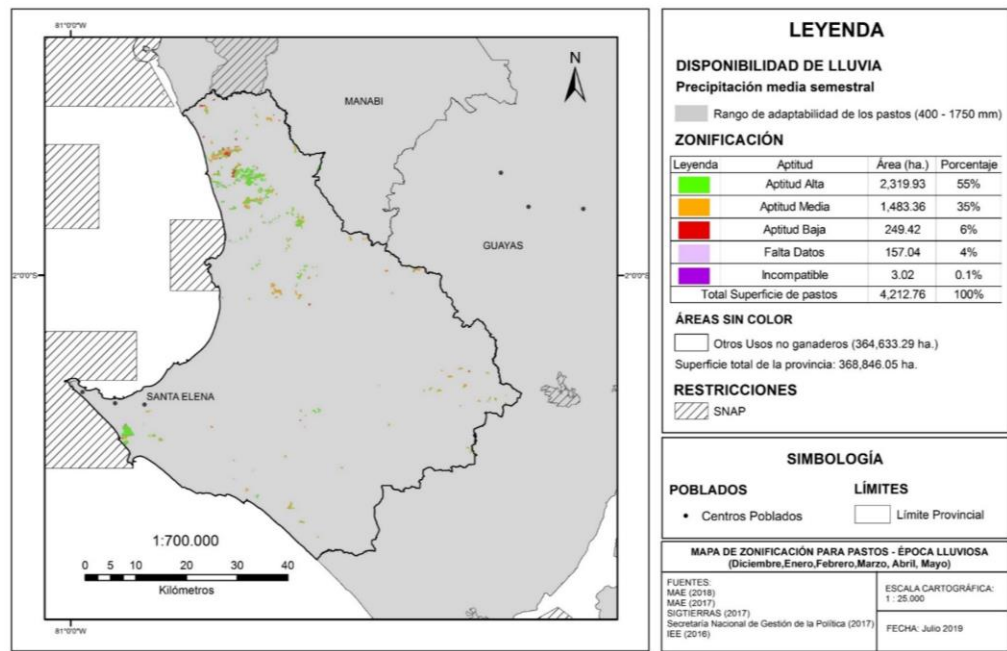 81°0'0"W
N
MANABI
GUAYAS
2°0'0"S
2°0'0"S
SANTA ELENA
1:700.000
0 5 10 20 30 40
Kilómetros
81°0'0"W
LEYENDA
DISPONIBILIDAD DE LLUVIA
Precipitación media semestral
Rango de adaptabilidad de los pastos (400 - 1750 mm)
ZONIFICACIÓN
Leyenda Aptitud Área (ha.) Porcentaje
Aptitud Alta 2,319.93 55%
Aptitud Media 1,483.36 35%
Aptitud Baja 249.42 6%
Falta Datos 157.04 4%
Incompatible 3.02 0.1%
Total Superficie de pastos 4,212.76 100%
ÁREAS SIN COLOR
Otros Usos no ganaderos (364,633.29 ha.)
Superficie total de la provincia: 368,846.05 ha.
RESTRICCIONES
SNAP
SIMBOLOGÍA
POBLADOS LÍMITES
Centros Poblados Límite Provincial
MAPA DE ZONIFICACIÓN PARA PASTOS - ÉPOCA LLUVIOSA
(Diciembre,Enero,Febrero,Marzo, Abril, Mayo)
FUENTES:
MAE (2018)
MAE (2017)
SIGTIERRAS (2017)
Secretaría Nacional de Gestión de la Política (2017)
IEE (2016)
ESCALA CARTOGRÁFICA:
1 : 25.000
FECHA: Julio 2019